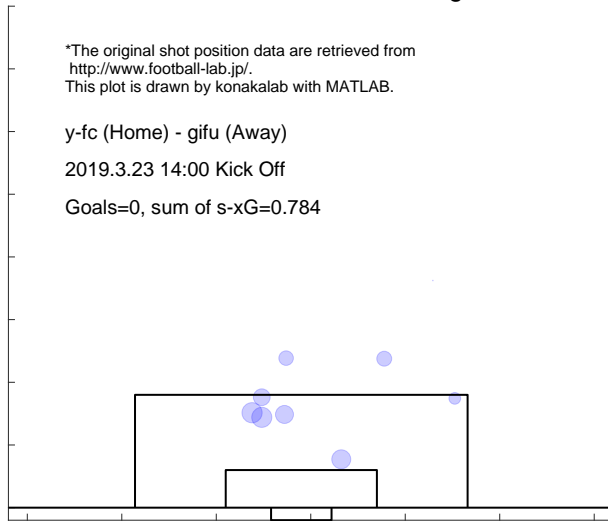 *The original shot position data are retrieved from
http://www.football-lab.jp/.
This plot is drawn by konakalab with MATLAB.
y-fc (Home) - gifu (Away)
2019.3.23 14:00 Kick Off
Goals=0, sum of s-xG=0.784